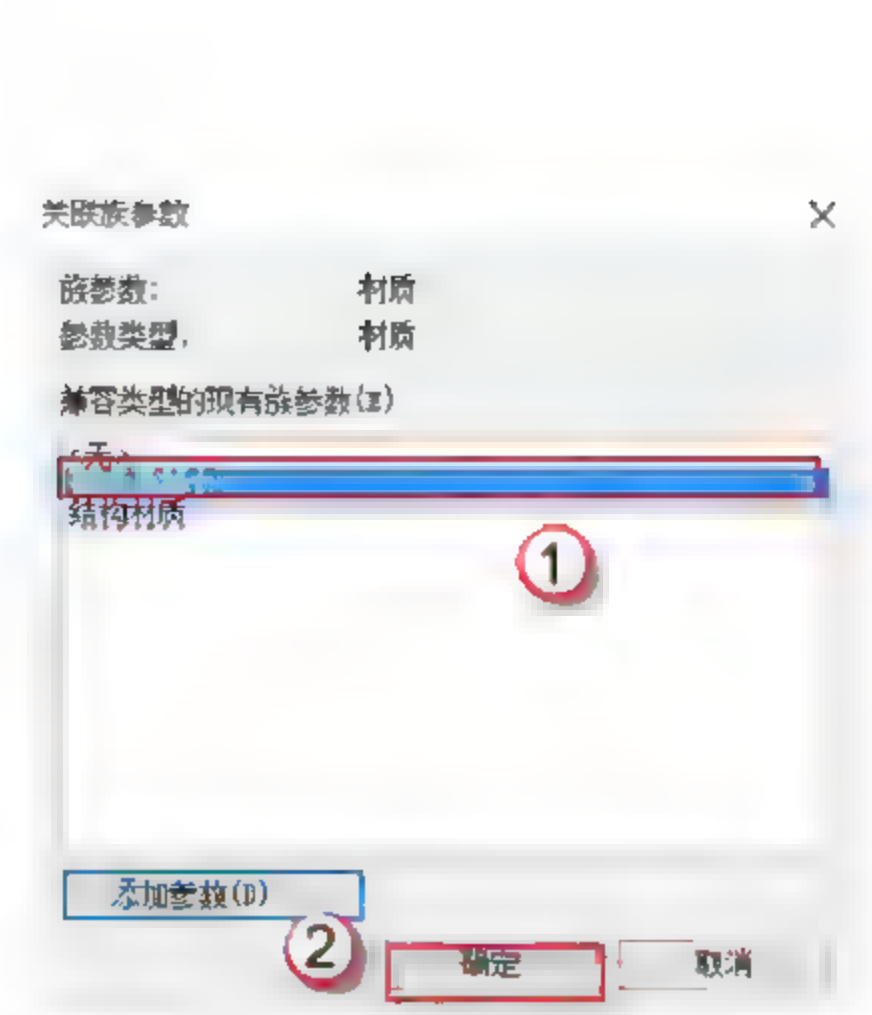 关联族参数
族参数: 材质
参数类型: 材质
兼容类型的现有族参数(E)
<无>
结构材质
1
添加参数(D)
2
确定 取消